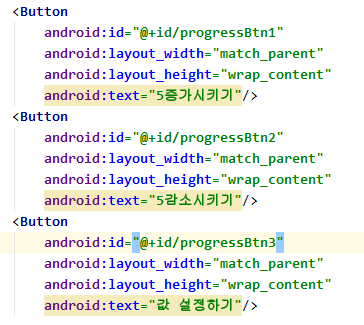 <Button
android:id="@+id/progressBtn1"
android:layout_width="match_parent"
android:layout_height="wrap_content"
android:text="5증가시키기"/>
<Button
android:id="@+id/progressBtn2"
android:layout_width="match_parent"
android:layout_height="wrap_content"
android:text="5감소시키기"/>
<Button
android:id="@+id/progressBtn3"
android:layout_width="match_parent"
android:layout_height="wrap_content"
android:text="값 설정하기"/>